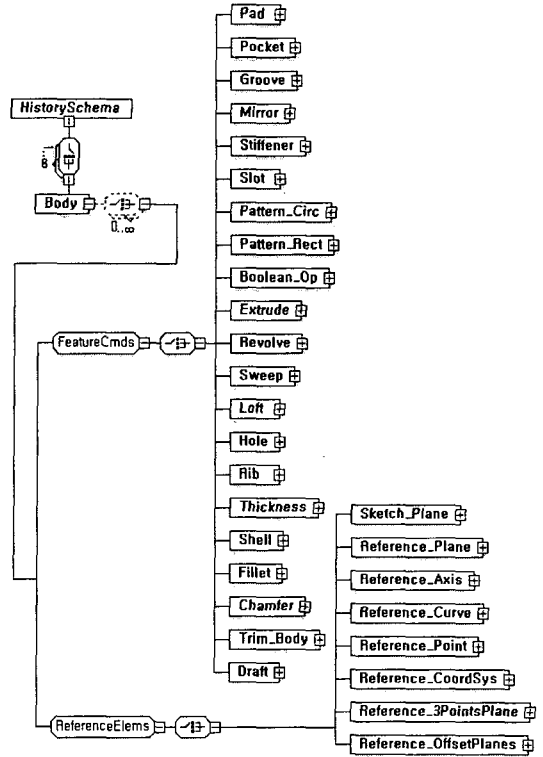 Pad
Pocket
Groove
HistorySchema
Mirror
Stiffener
Slot
Body
Pattern_Circ
0..∞
Pattern_Rect
Boolean_Op
Extrude
FeatureCmds
Revolve
Sweep
Loft
Hole
Rib
Thickness
Sketch_Plane
Shell
Reference_Plane
Fillet
Reference_Axis
Chamfer
Reference_Curve
Trim_Body
Reference_Point
Draft
Reference_CoordSys
Reference_3PointsPlane
ReferenceElems
Reference_OffsetPlanes